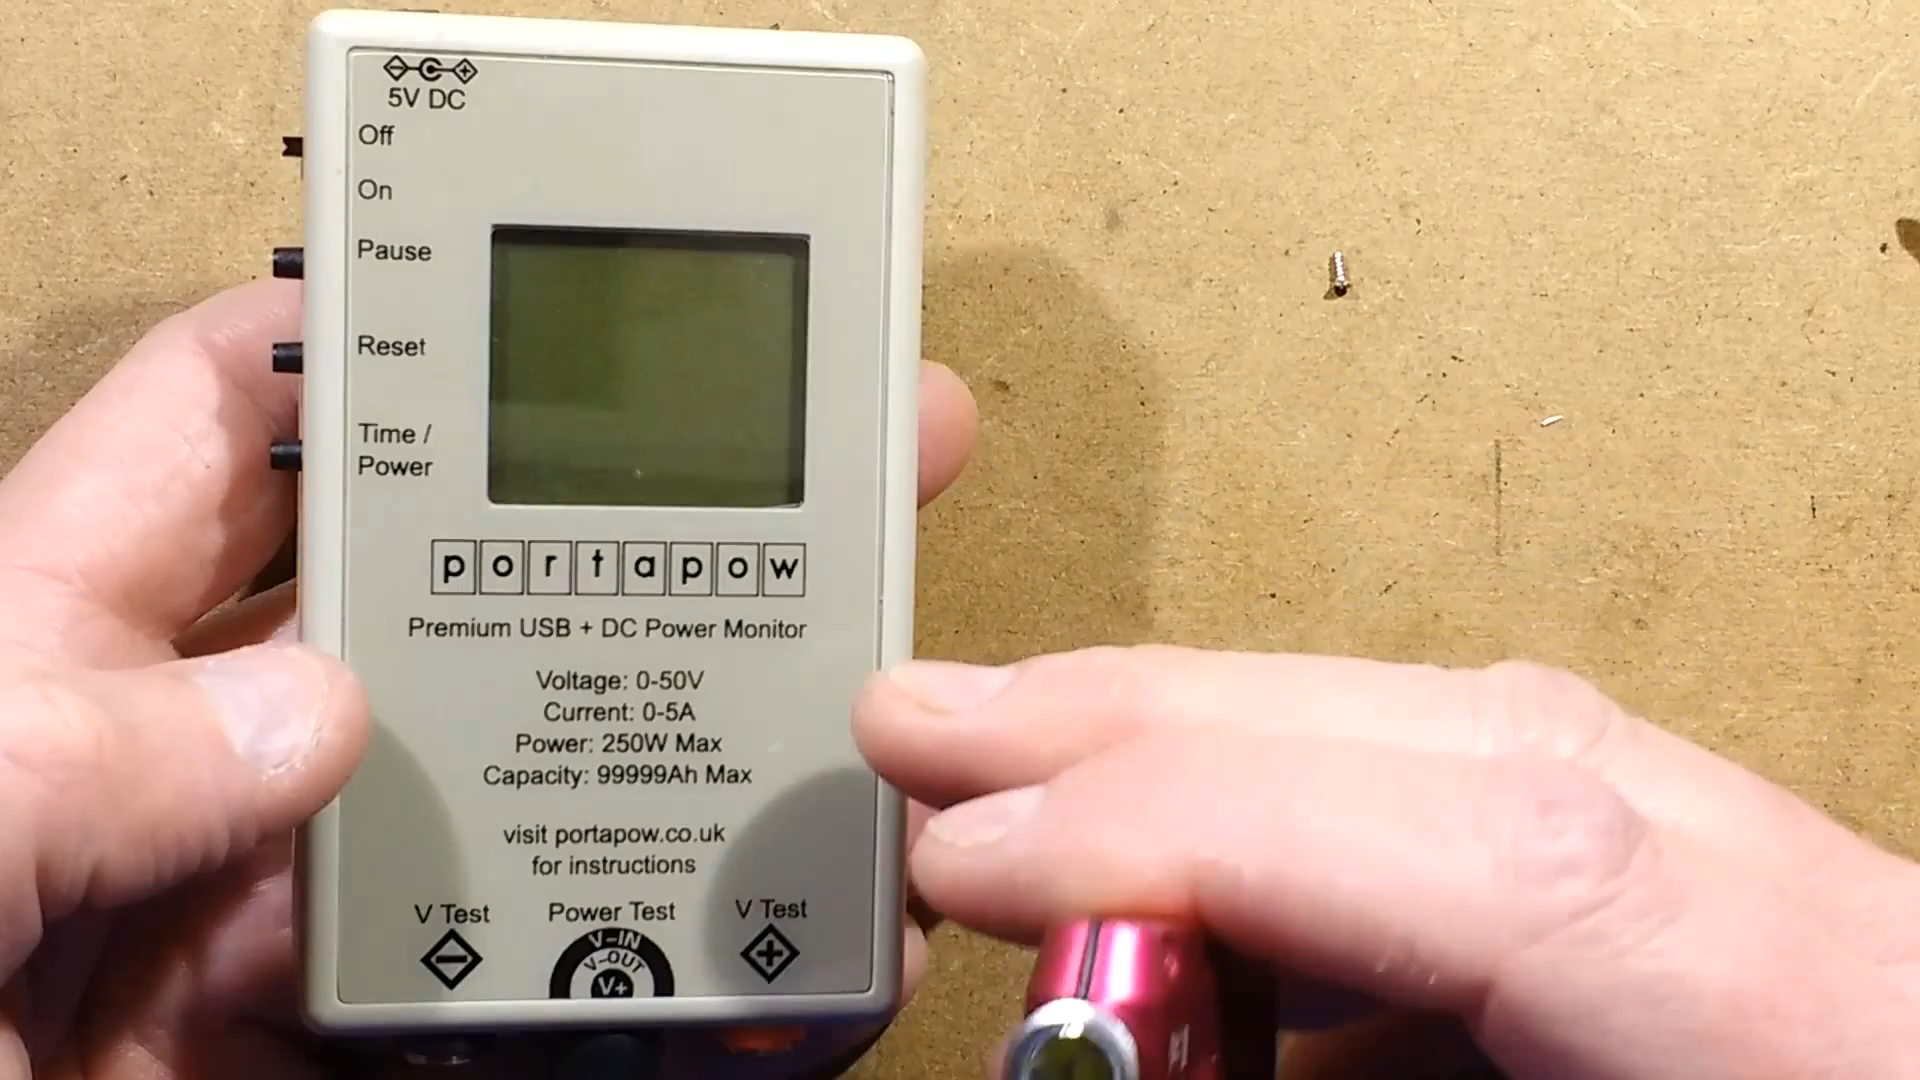 5V DC
Off
On
Pause
Reset
Time /
Power
portapow
Premium USB + DC Power Monitor
Voltage: 0-50V
Current: 0-5A
Power: 250W Max
Capacity: 99999Ah Max
visit portapow.co.uk
for instructions
V Test
Power Test
V Test
V-IN
V-OUT
V+